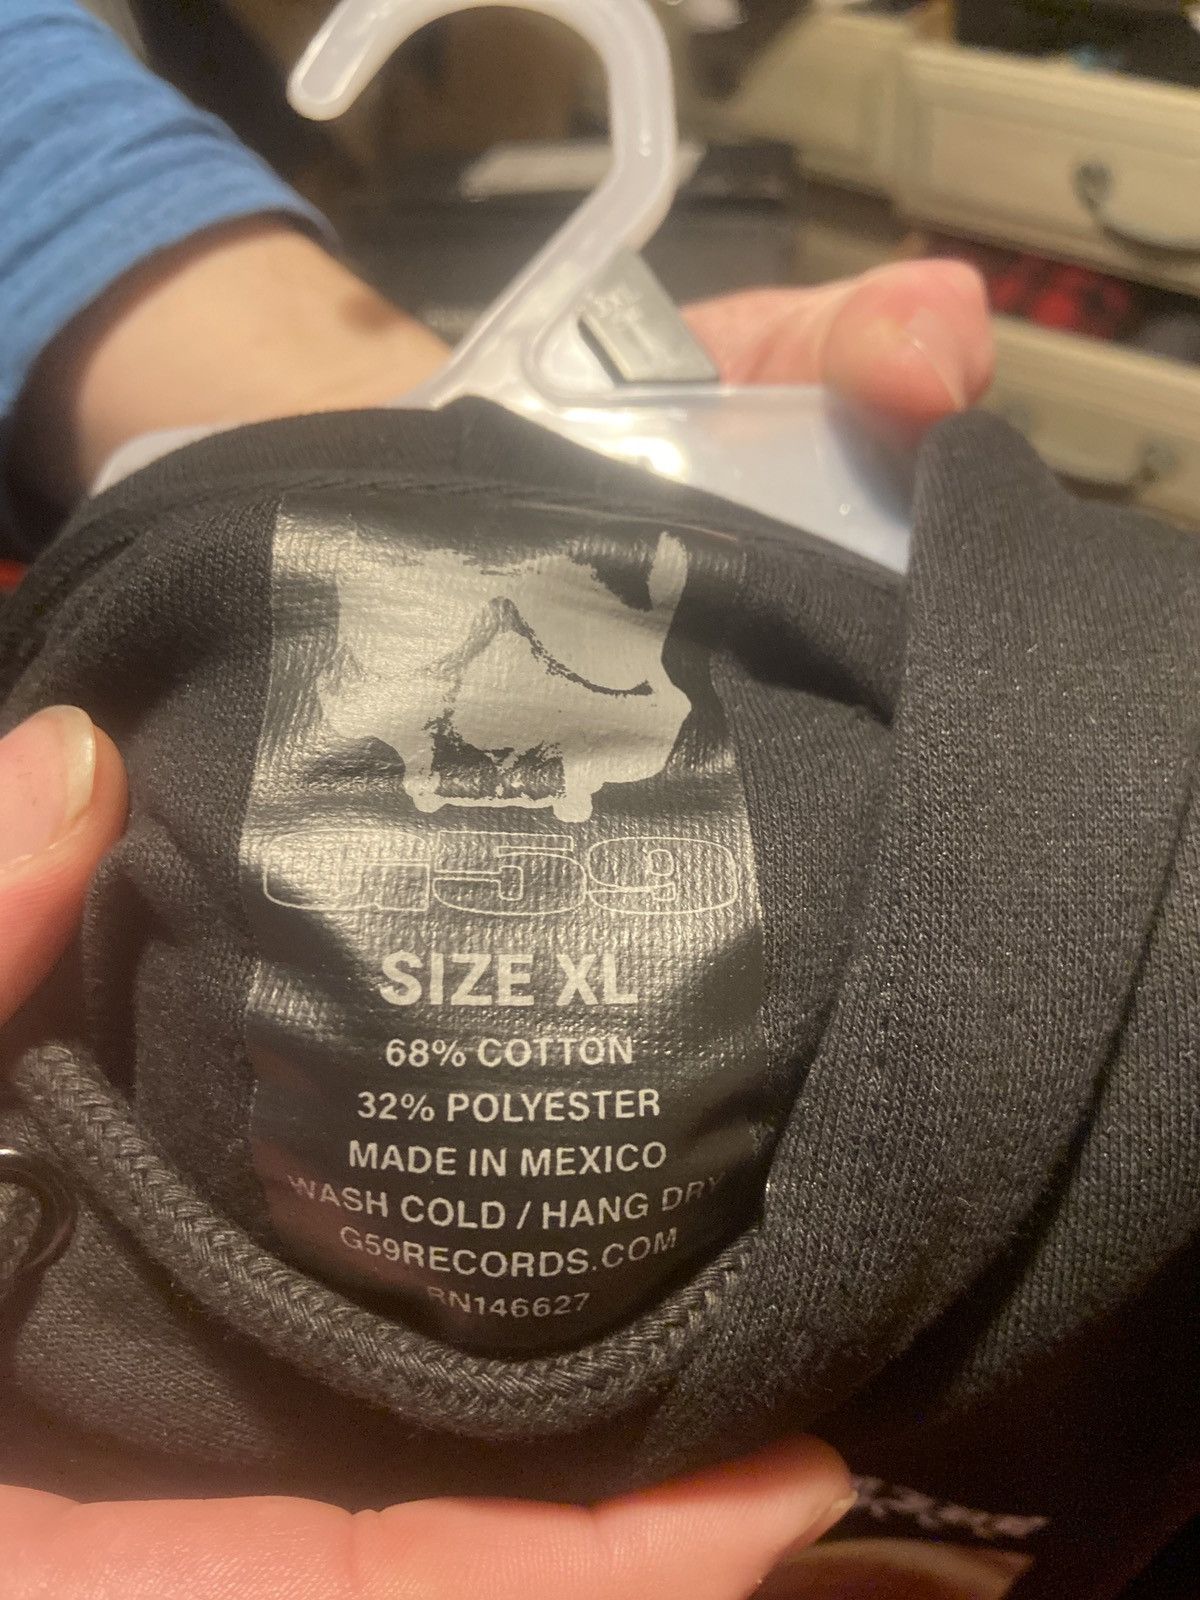 G59
SIZE XL
68% COTTON
32% POLYESTER
MADE IN MEXICO
WASH COLD / HANG DRY
G59RECORDS.COM
RN146627